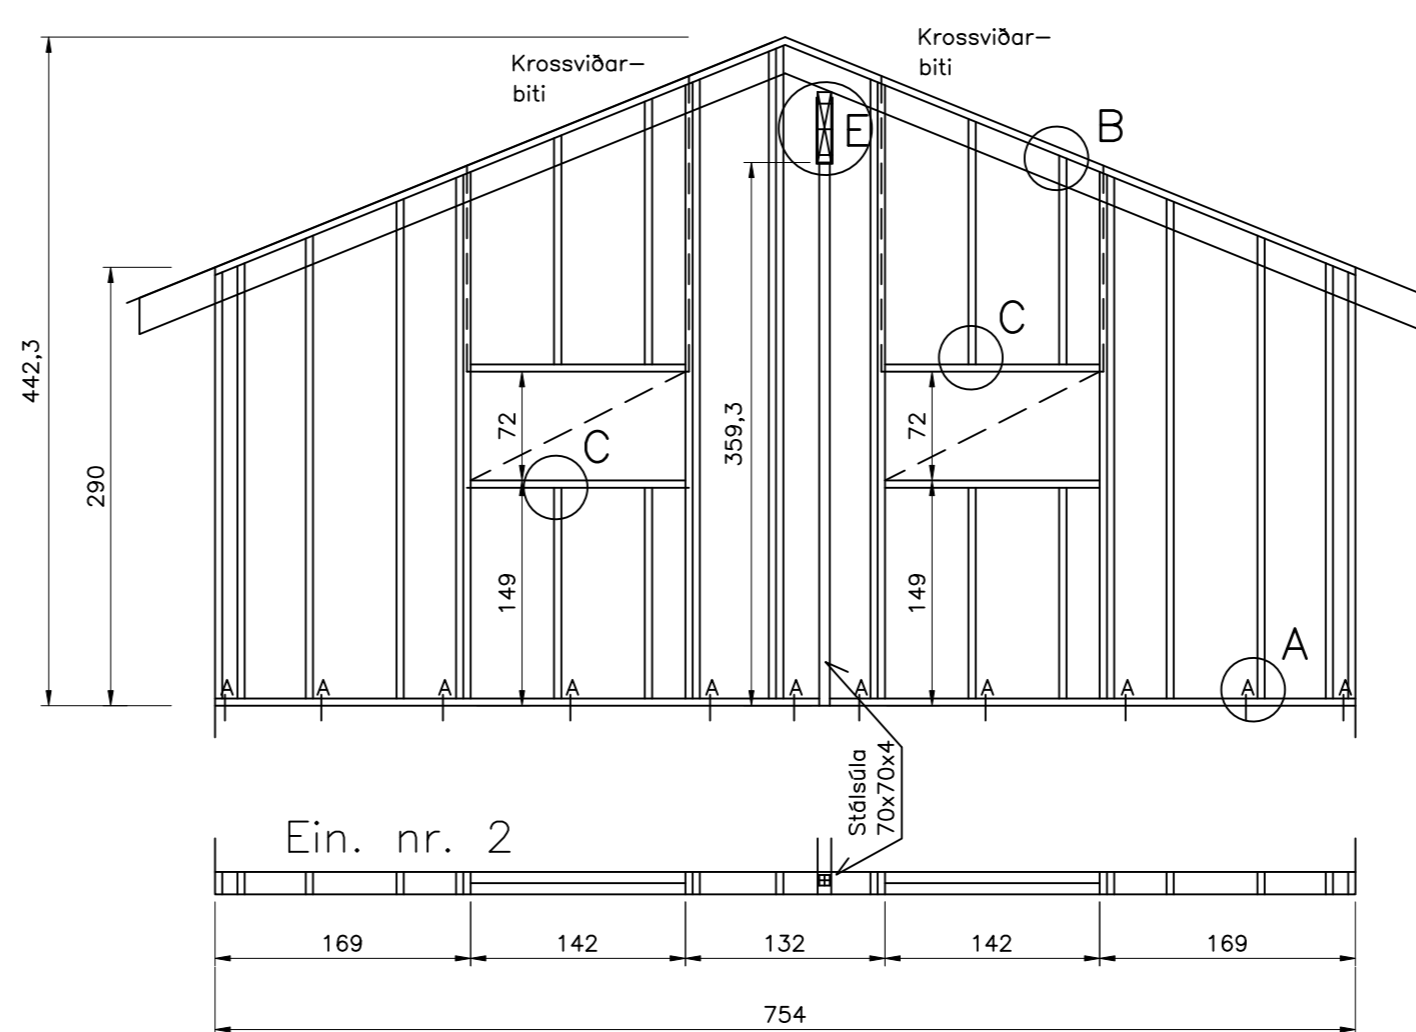 Krossviðar–
biti
Krossviðar–
biti
E
B
C
C
A
442,3
290
72
149
359,3
72
149
A A A A A A A A A A A
Stálsúla
70x70x4
Ein. nr. 2
169 142 132 142 169
754